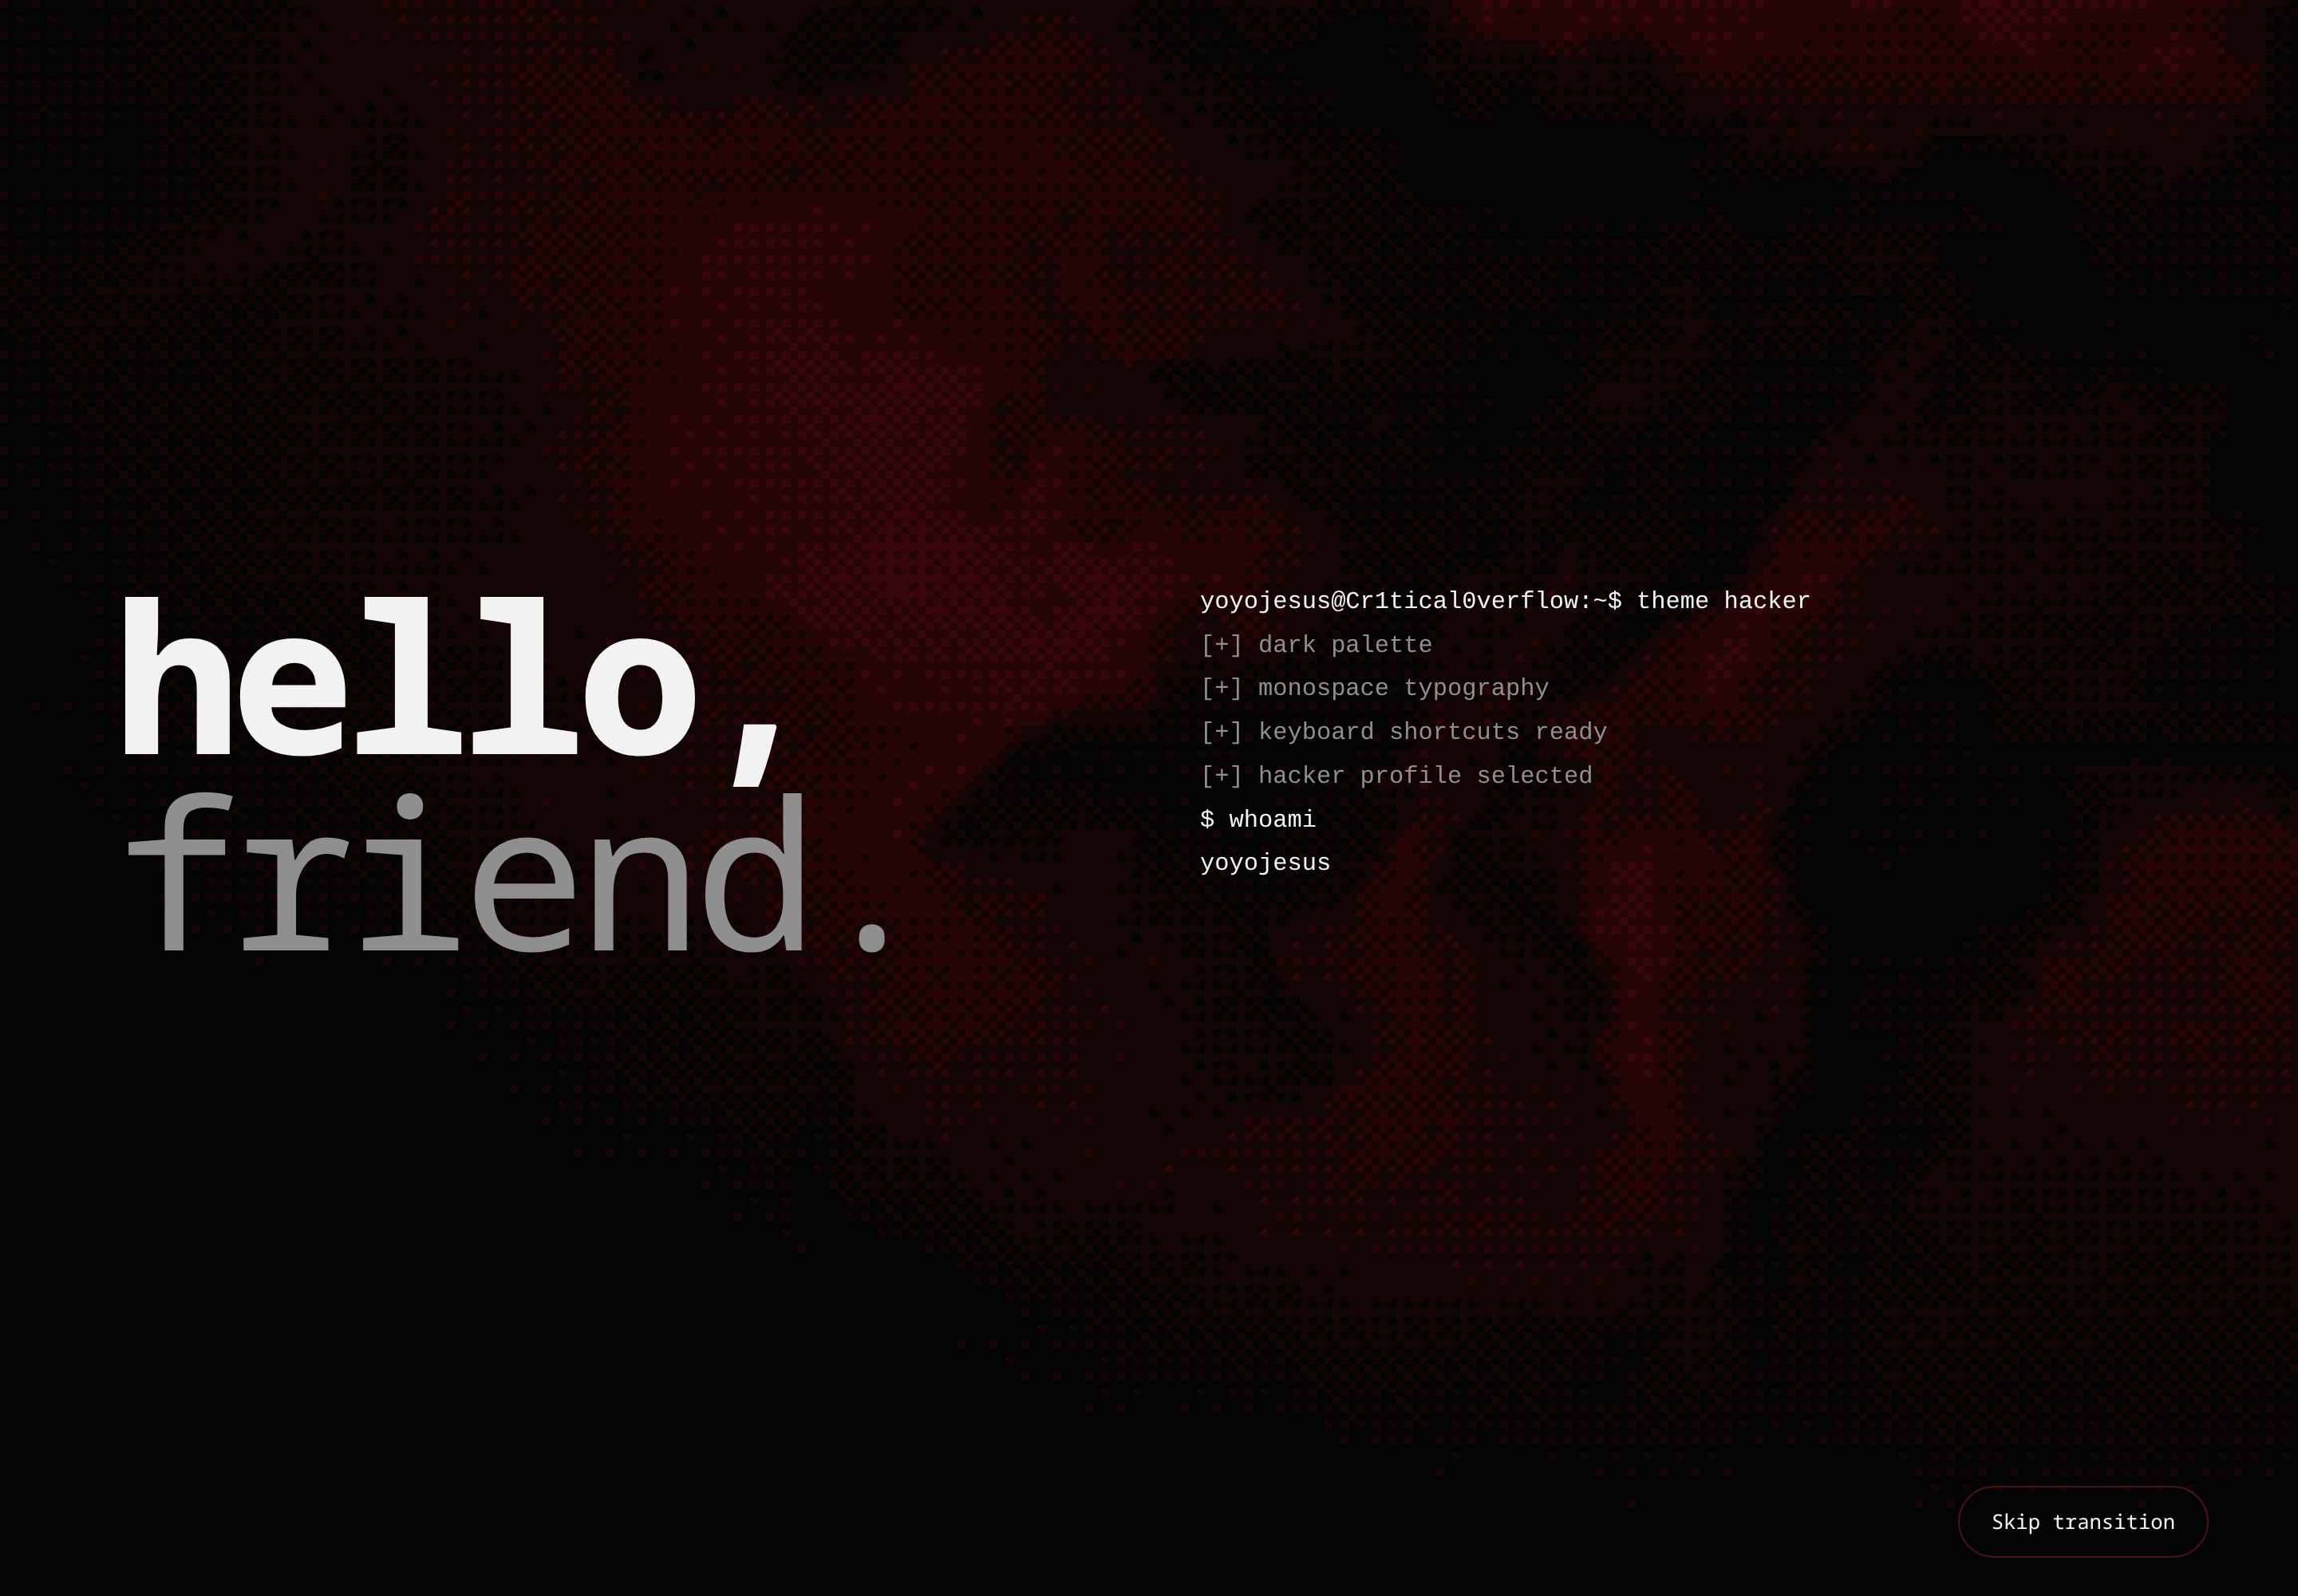 hello,
friend.
yoyojesus@Cr1tical0verflow:~$ theme hacker
[+] dark palette
[+] monospace typography
[+] keyboard shortcuts ready
[+] hacker profile selected
$ whoami
yoyojesus
Skip transition